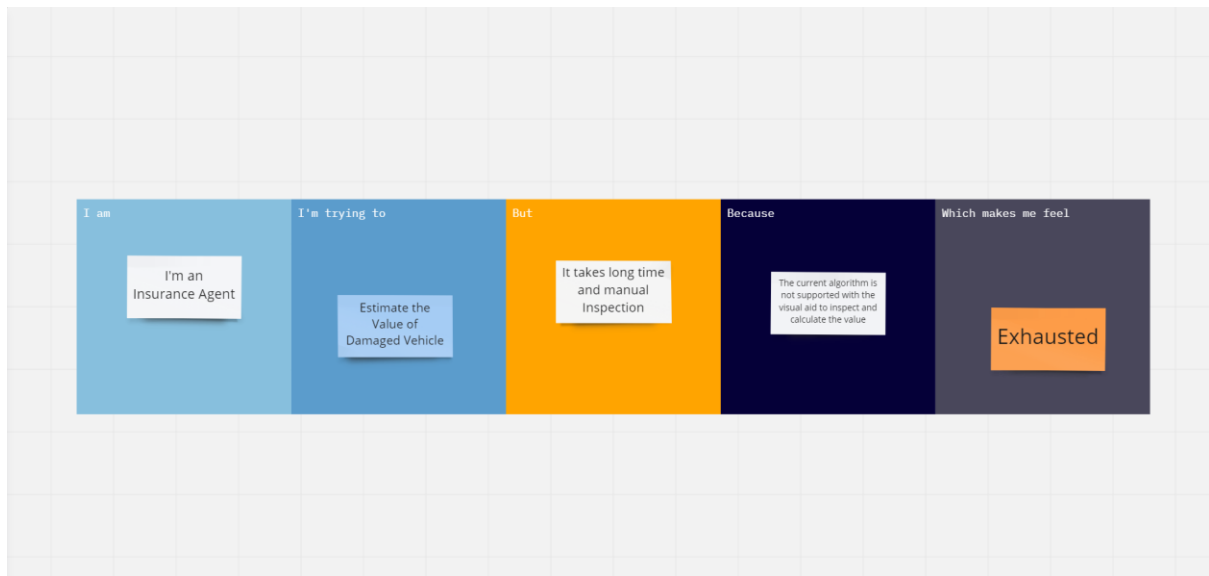 I am
I'm an
Insurance Agent
I'm trying to
Estimate the
Value of
Damaged Vehicle
But
It takes long time
and manual
Inspection
Because
The current algorithm is
not supported with the
visual aid to inspect and
calculate the value
Which makes me feel
Exhausted